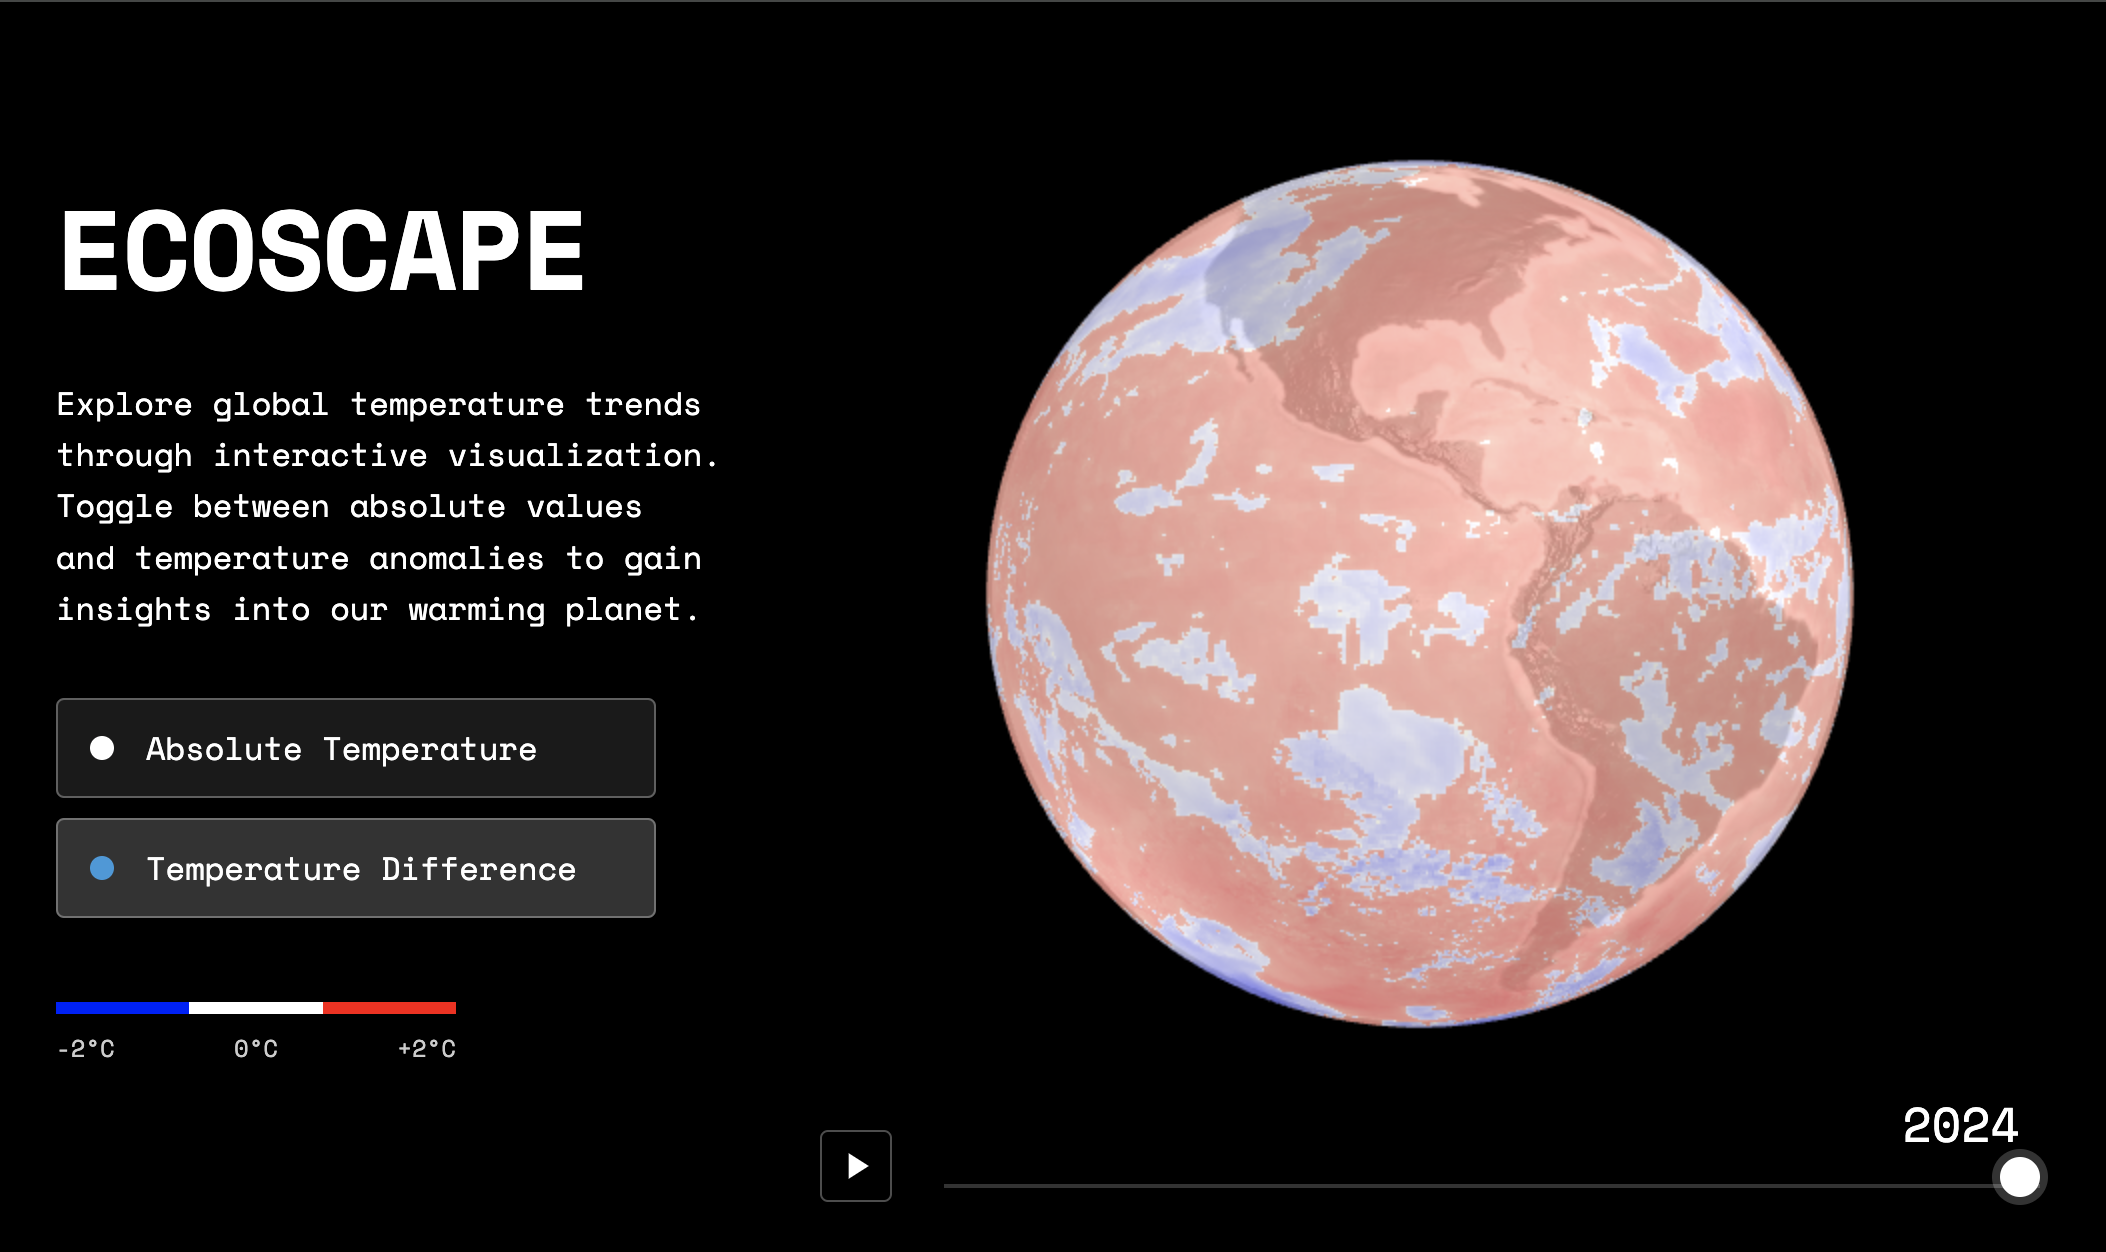 ECOSCAPE
Explore global temperature trends
through interactive visualization.
Toggle between absolute values
and temperature anomalies to gain
insights into our warming planet.
Absolute Temperature
Temperature Difference
-2°C 0°C +2°C
2024